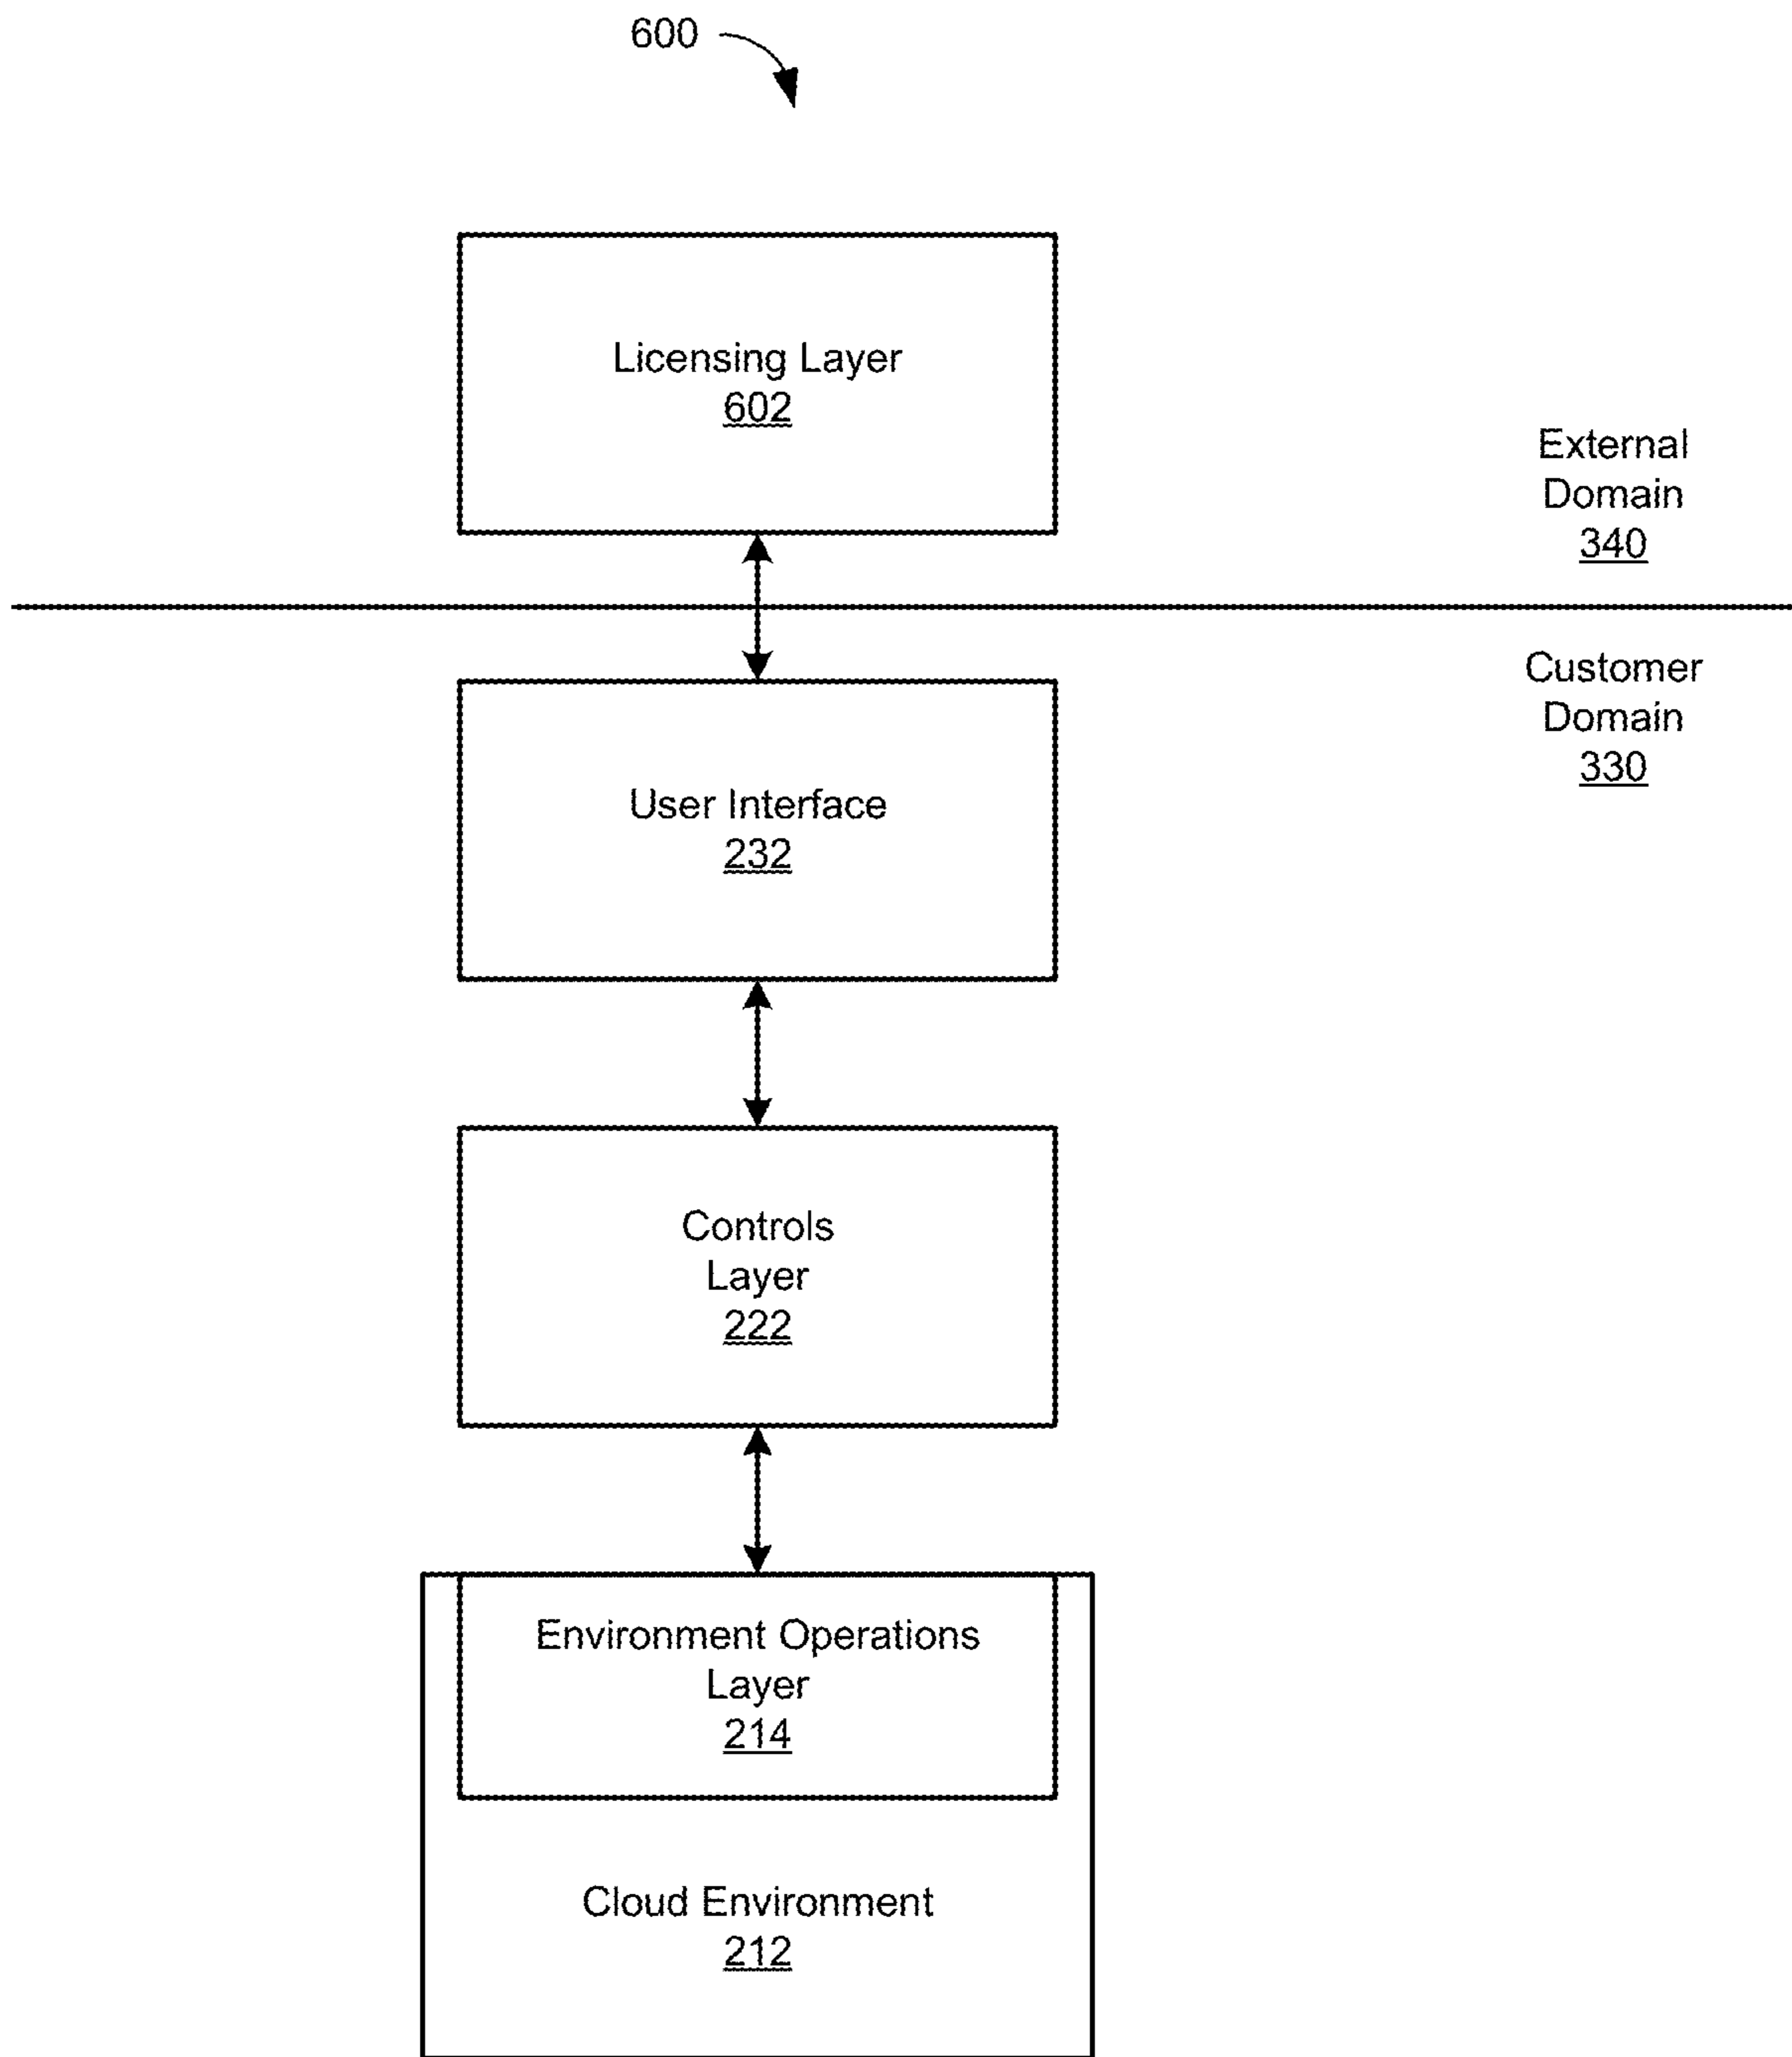 600
Licensing Layer
602
External
Domain
340
Customer
Domain
330
User Interface
232
Controls
Layer
222
Environment Operations
Layer
214
Cloud Environment
212